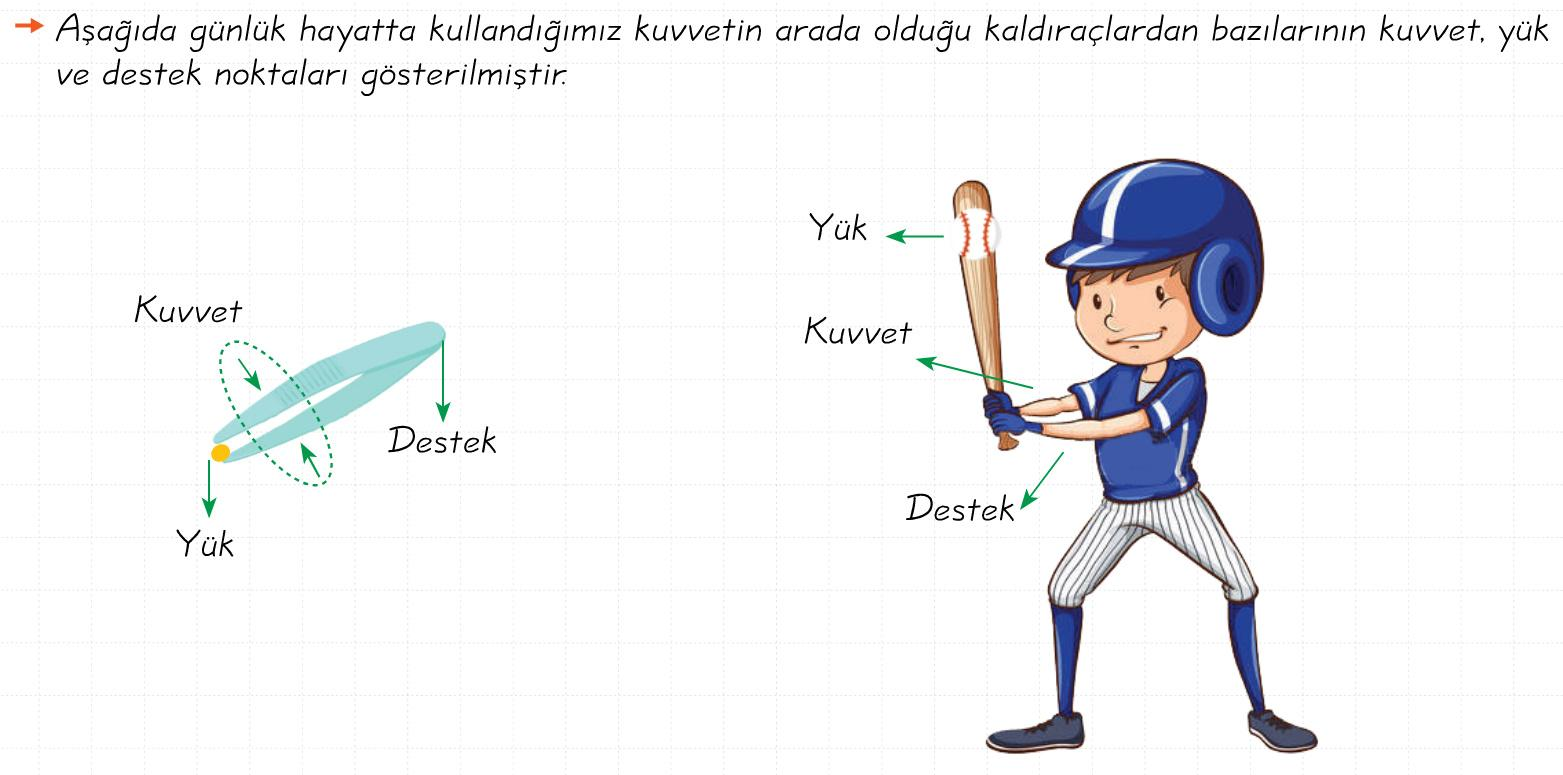 Aşağıda günlük hayatta kullandığımız kuvvetin arada olduğu kaldıraçlardan bazılarının kuvvet, yük
ve destek noktaları gösterilmiştir.
Kuvvet
Destek
Yük
Yük
Kuvvet
Destek